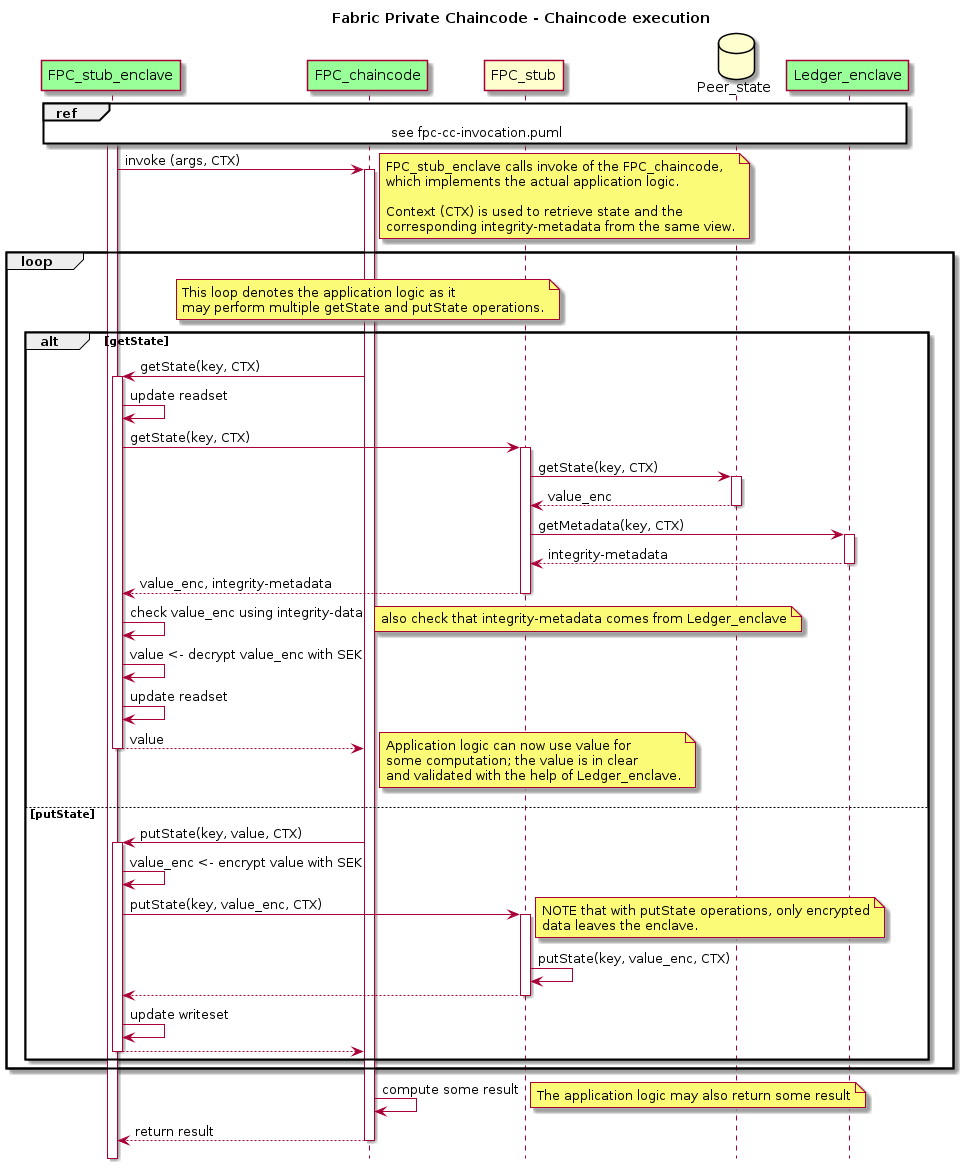 Fabric Private Chaincode - Chaincode execution
FPC_stub_enclave
FPC_chaincode
FPC_stub
Peer_state
Ledger_enclave
ref
see fpc-cc-invocation.puml
invoke (args, CTX)
FPC_stub_enclave calls invoke of the FPC_chaincode,
which implements the actual application logic.
Context (CTX) is used to retrieve state and the
corresponding integrity-metadata from the same view.
loop
This loop denotes the application logic as it
may perform multiple getState and putState operations.
alt
[getState]
getState(key, CTX)
update readset
getState(key, CTX)
getState(key, CTX)
value_enc
getMetadata(key, CTX)
integrity-metadata
value_enc, integrity-metadata
check value_enc using integrity-data
also check that integrity-metadata comes from Ledger_enclave
value <- decrypt value_enc with SEK
update readset
value
Application logic can now use value for
some computation; the value is in clear
and validated with the help of Ledger_enclave.
[putState]
putState(key, value, CTX)
value_enc <- encrypt value with SEK
putState(key, value_enc, CTX)
NOTE that with putState operations, only encrypted
data leaves the enclave.
putState(key, value_enc, CTX)
update writeset
compute some result
The application logic may also return some result
return result